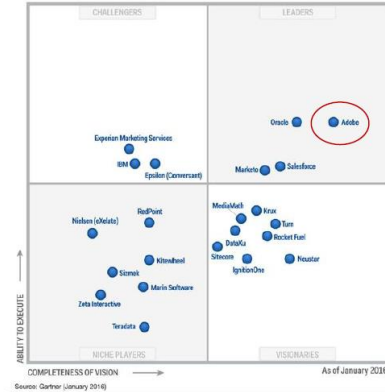 CHALLENGERS
LEADERS
Oracle
Adobe
Experian Marketing Services
IBM
Epsilon (Conversant)
Marketo
Salesforce
MediaMath
Krux
RedPoint
Nielsen (eXelate)
Turn
Rocket Fuel
DataXu
Sitecore
IgnitionOne
Neustar
Kitewheel
Sizmek
Marin Software
Zeta Interactive
Teradata
NICHE PLAYERS
VISIONARIES
ABILITY TO EXECUTE
COMPLETENESS OF VISION
As of January 2016
Source: Gartner (January 2016)